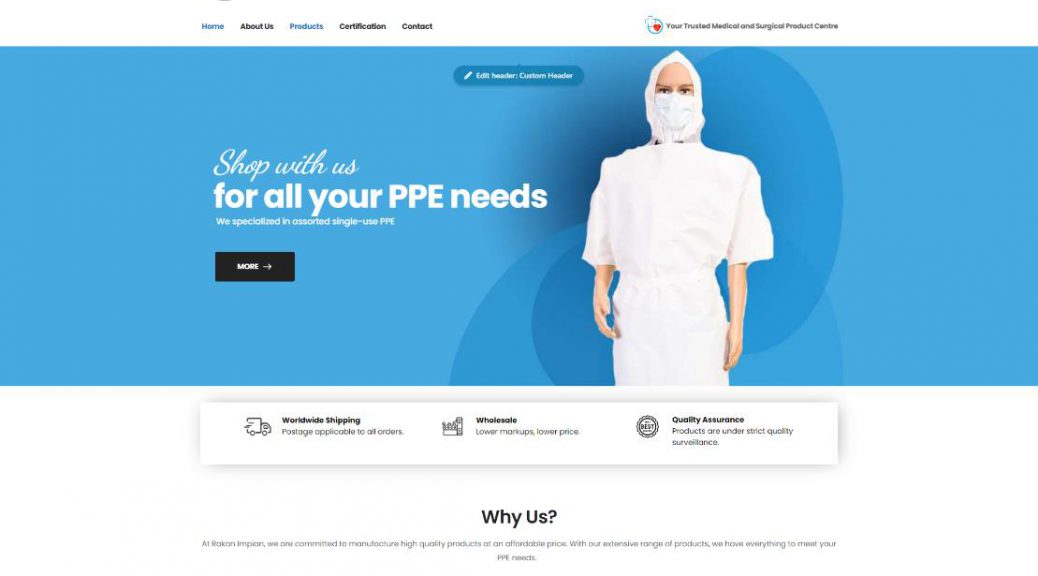 Home About Us Products Certification Contact
Your Trusted Medical and Surgical Product Centre
Edit header: Custom Header
Shop with us
for all your PPE needs
We specialized in assorted single-use PPE
MORE
Worldwide Shipping
Postage applicable to all orders.
Wholesale
Lower markups, lower price.
BEST
Quality Assurance
Products are under strict quality
surveillance.
Why Us?
At Rakan Impian, we are committed to manufacture high quality products at an affordable price. With our extensive range of products, we have everything to meet your
PPE needs.